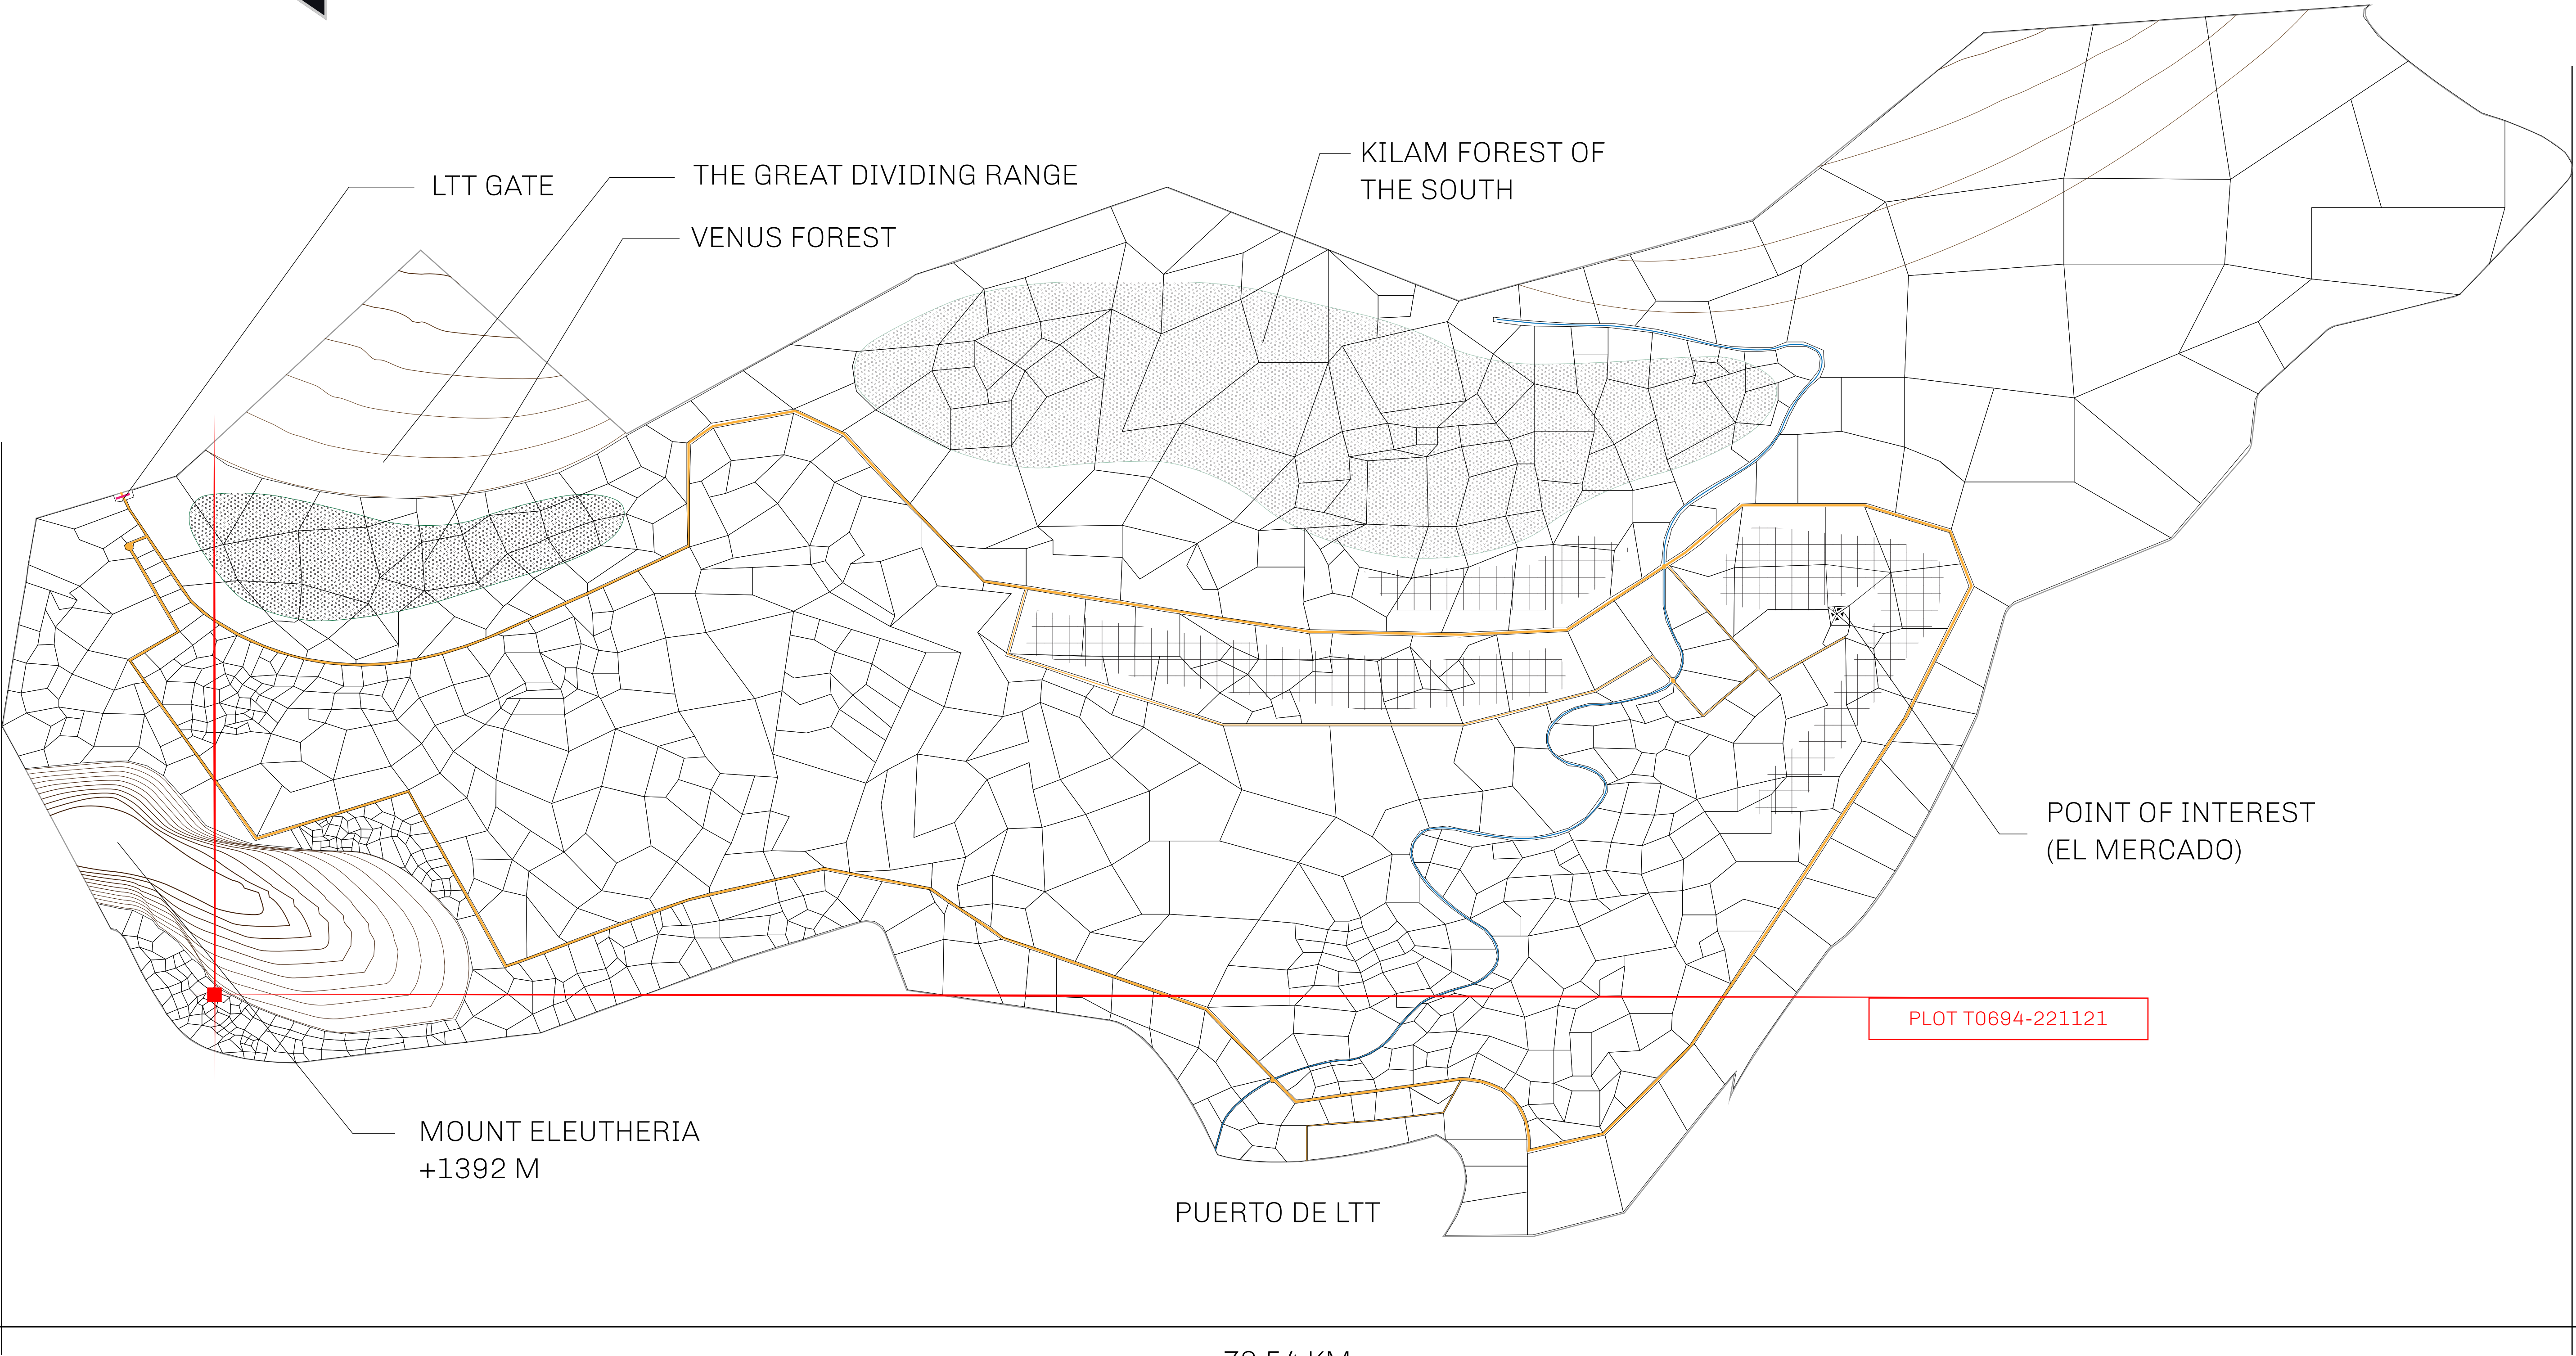 KILAM FOREST OF
THE SOUTH
LTT GATE
THE GREAT DIVIDING RANGE
VENUS FOREST
POINT OF INTEREST
(EL MERCADO)
PLOT T0694-221121
MOUNT ELEUTHERIA
+1392 M
PUERTO DE LTT
KM